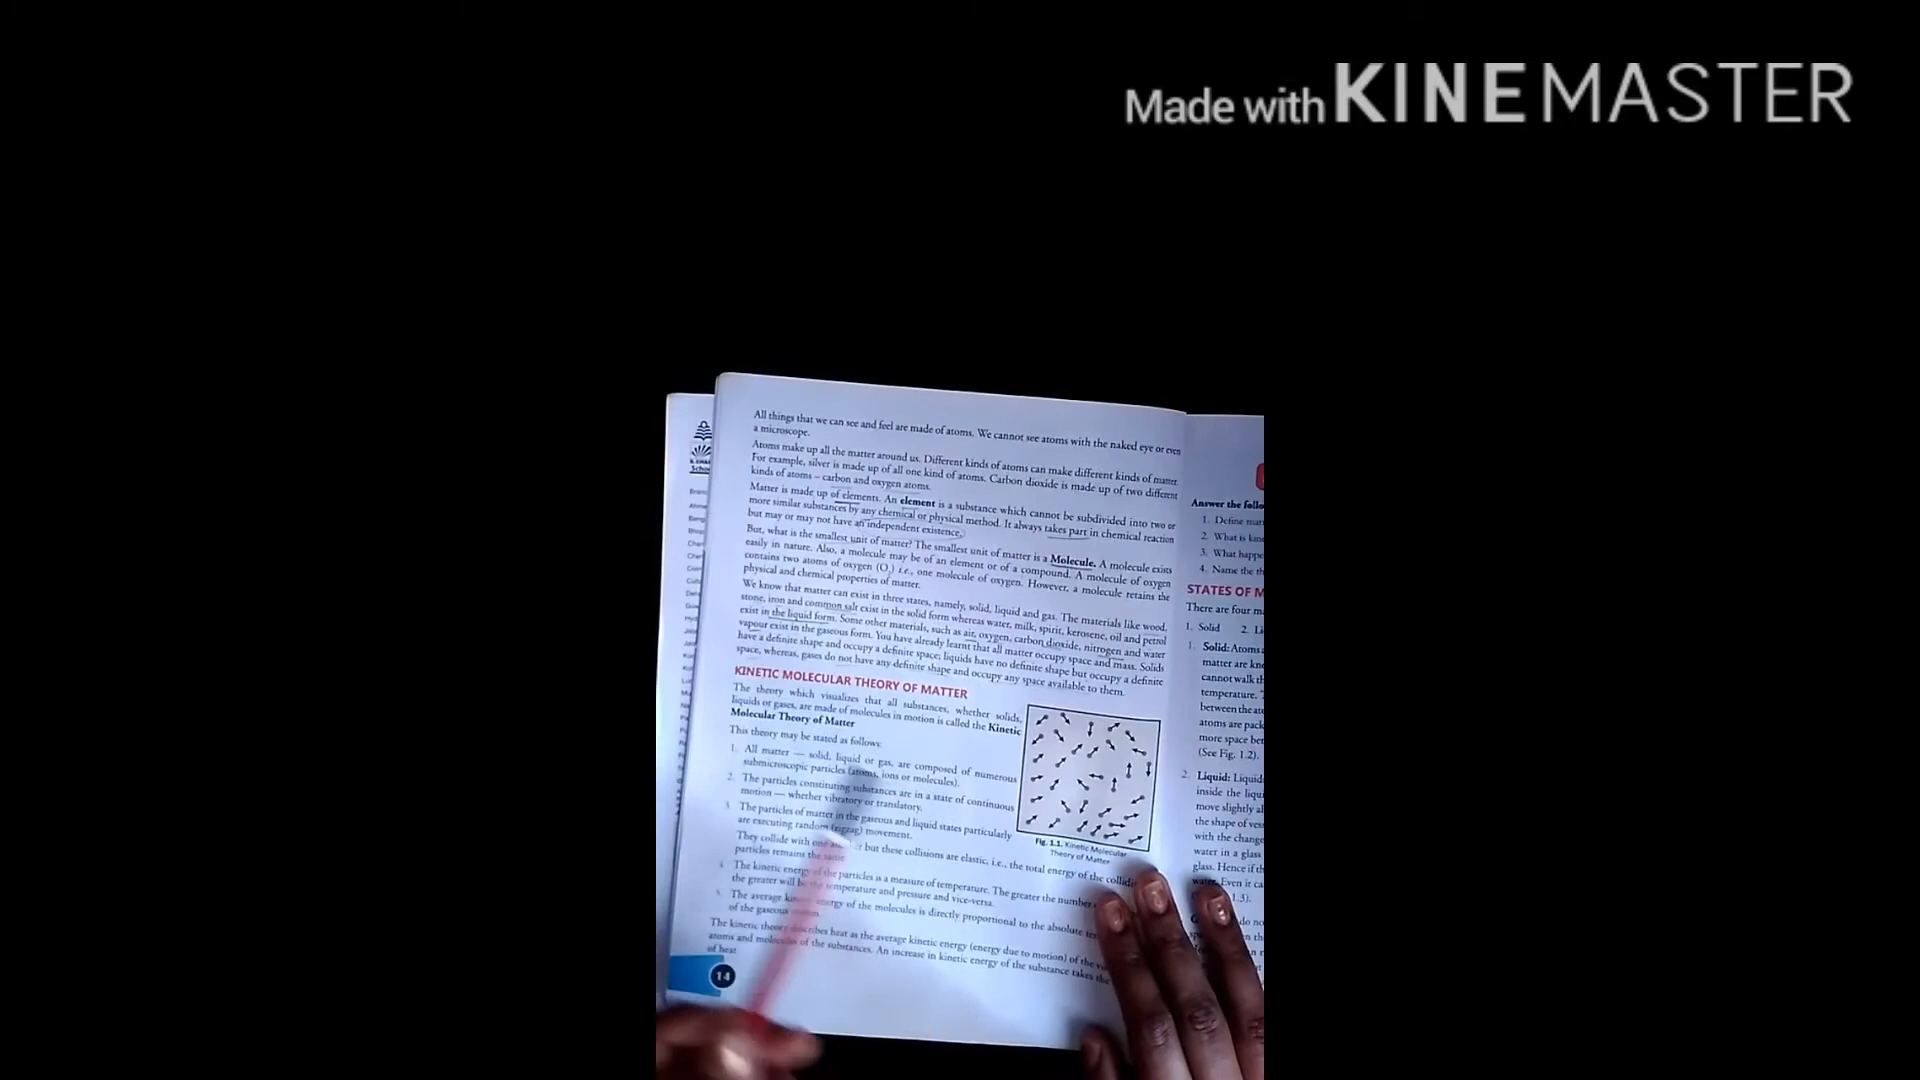 Made with KINEMASTER
All things that we can see and feel are made of atoms. We cannot see atoms with the naked eye or even
a microscope.
Atoms make up all the matter around us. Different kinds of atoms can make different kinds of matter.
For example, silver is made up of all one kind of atoms. Carbon dioxide is made up of two different
kinds of atoms – carbon and oxygen atoms.
Matter is made up of elements. An element is a substance which cannot be subdivided into two or
more similar substances by any chemical or physical method. It always takes part in chemical reaction
but may or may not have an independent existence.
But, what is the smallest unit of matter? The smallest unit of matter is a Molecule. A molecule exists
easily in nature. Also, a molecule may be of an element or of a compound. A molecule of oxygen
contains two atoms of oxygen (O2) i.e., one molecule of oxygen. However, a molecule retains the
physical and chemical properties of matter.
We know that matter can exist in three states, namely, solid, liquid and gas. The materials like wood,
stone, iron and common salt exist in the solid form whereas water, milk, spirit, kerosene, oil and petrol
exist in the liquid form. Some other materials, such as air, oxygen, carbon dioxide, nitrogen and water
vapour exist in the gaseous form. You have already learnt that all matter occupy space and mass. Solids
have a definite shape and occupy a definite space; liquids have no definite shape but occupy a definite
space, whereas, gases do not have any definite shape and occupy any space available to them.
KINETIC MOLECULAR THEORY OF MATTER
The theory which visualizes that all substances, whether solids,
liquids or gases, are made of molecules in motion is called the Kinetic
Molecular Theory of Matter
This theory may be stated as follows:
1. All matter — solid, liquid or gas, are composed of numerous
submicroscopic particles (atoms, ions or molecules).
2. The particles constituting substances are in a state of continuous
motion — whether vibratory or translatory.
3. The particles of matter in the gaseous and liquid states particularly
are executing random (zigzag) movement.
They collide with one but these collisions are elastic, i.e., the total energy of the
particles remains the same
4. The kinetic energy of the particles is a measure of temperature. The greater the number
the greater will be the temperature and pressure and vice-versa.
5. The average energy of the molecules is directly proportional to the absolute
of the gaseous
The kinetic theory describes heat as the average kinetic energy (energy due to motion) of the
atoms and molecules of the substances. An increase in kinetic energy of the substance takes the
of heat
14
Fig. 1.1. Kinetic Molecular
Theory of Matter
Answer the follo
1. Define
2. What is
3. What happe
4. Name the th
STATES OF M
There are four
1. Solid 2. Li
1. Solid: Atoms
matter are
cannot walk
temperature.
between the
atoms are pack
more space
(See Fig. 1.2).
2. Liquid: Liquid
inside the liqu
move slightly
the shape of
with the change
water in a glass
glass. Hence if
water. Even it
1.3).
do no